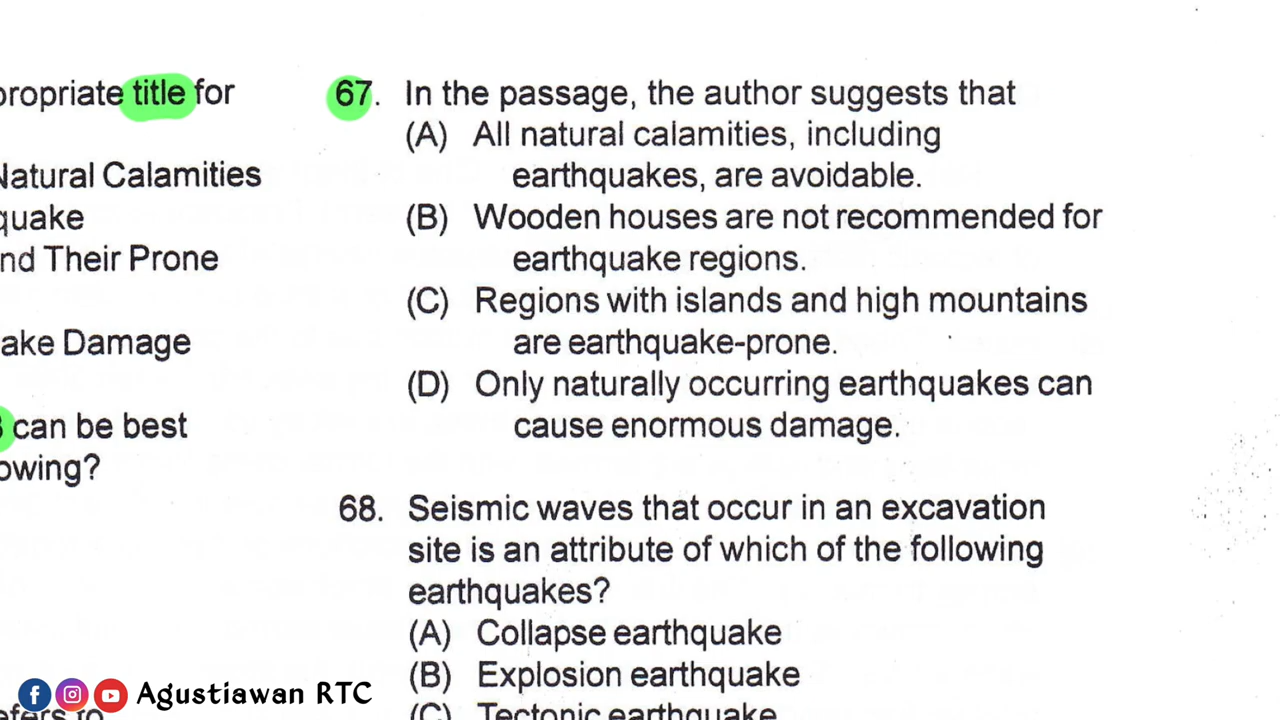 propriate title for
Natural Calamities
quake
nd Their Prone
ake Damage
can be best
owing?
efers to
67. In the passage, the author suggests that
(A) All natural calamities, including
earthquakes, are avoidable.
(B) Wooden houses are not recommended for
earthquake regions.
(C) Regions with islands and high mountains
are earthquake-prone.
(D) Only naturally occurring earthquakes can
cause enormous damage.
68. Seismic waves that occur in an excavation
site is an attribute of which of the following
earthquakes?
(A) Collapse earthquake
(B) Explosion earthquake
(C) Tectonic earthquake
Agustiawan RTC